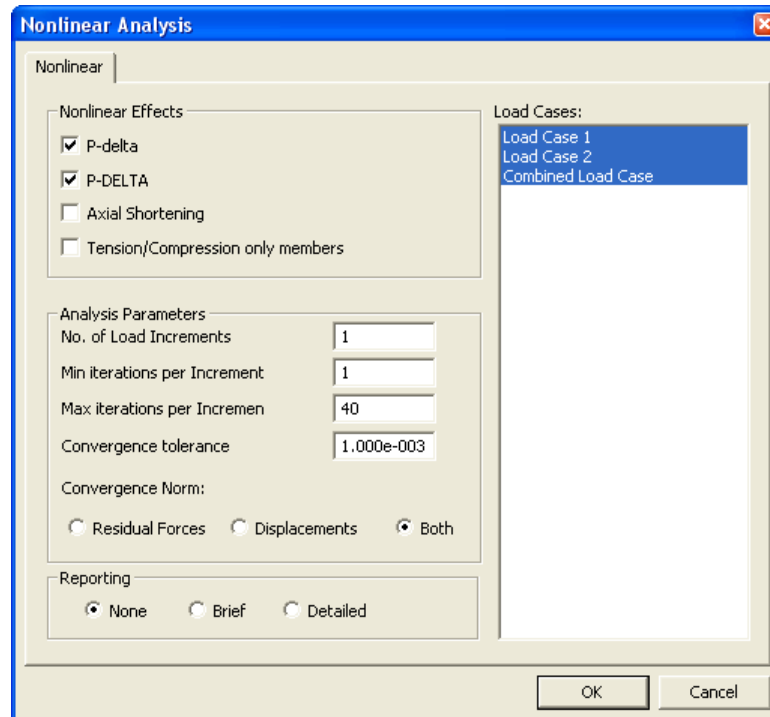 Nonlinear Analysis
Nonlinear
Nonlinear Effects
P-delta
P-DELTA
Axial Shortening
Tension/Compression only members
Analysis Parameters
No. of Load Increments 1
Min iterations per Increment 1
Max iterations per Incremen 40
Convergence tolerance 1.000e-003
Convergence Norm:
Residual Forces Displacements Both
Reporting
None Brief Detailed
Load Cases:
Load Case 1
Load Case 2
Combined Load Case
OK Cancel